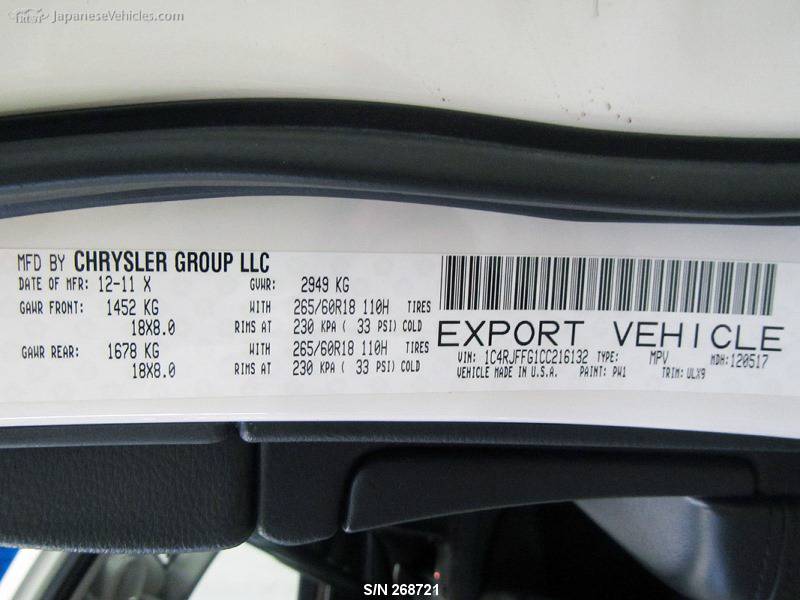 JapaneseVehicles.com
MFD BY CHRYSLER GROUP LLC
DATE OF MFR: 12-11 X GVWR: 2949 KG
GAWR FRONT: 1452 KG WITH 265/60R18 110H TIRES
18X8.0 RIMS AT 230 KPA ( 33 PSI) COLD
GAWR REAR: 1678 KG WITH 265/60R18 110H TIRES
18X8.0 RIMS AT 230 KPA ( 33 PSI) COLD
EXPORT VEHICLE
VIN: 1C4RJFFG1CC216132 TYPE: MPV MDH:120517
VEHICLE MADE IN U.S.A. PAINT: PW1 TRIM: ULX9
S/N 268721